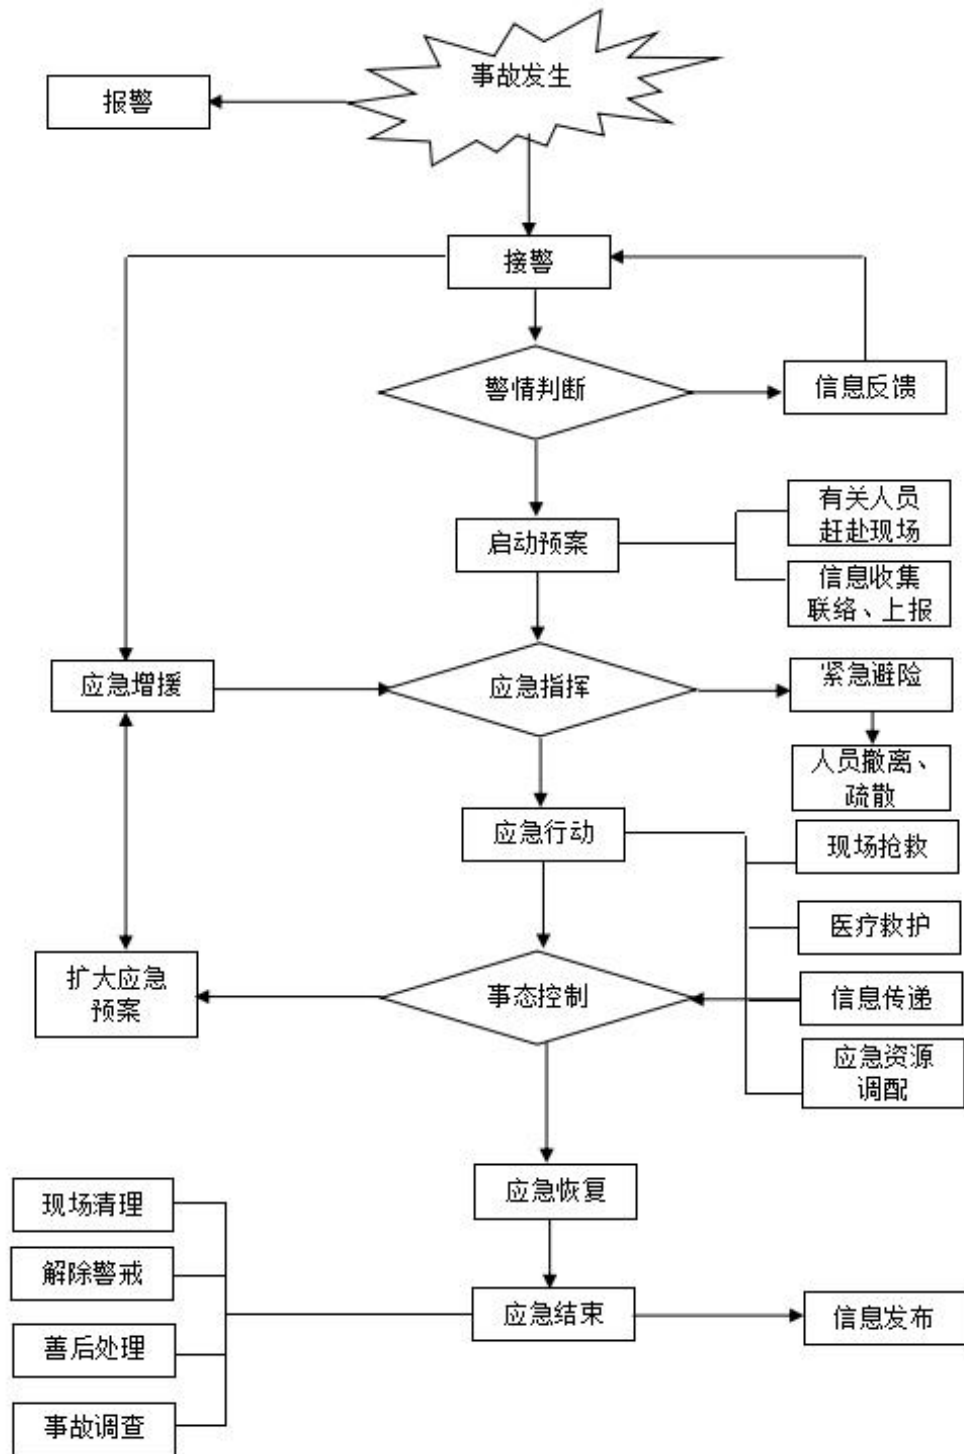 事故发生
报警
接警
警情判断
信息反馈
启动预案
有关人员
赶赴现场
信息收集
联络、上报
应急增援
应急指挥
紧急避险
人员撤离、
疏散
应急行动
现场抢救
医疗救护
扩大应急
预案
事态控制
信息传递
应急资源
调配
应急恢复
现场清理
解除警戒
应急结束
信息发布
善后处理
事故调查